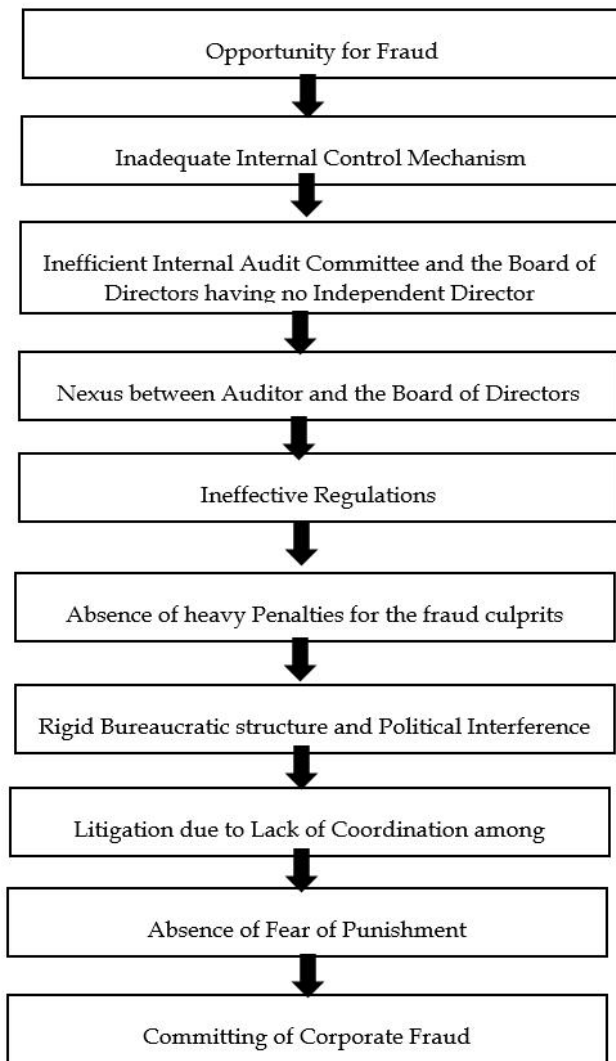 Opportunity for Fraud
Inadequate Internal Control Mechanism
Inefficient Internal Audit Committee and the Board of
Directors having no Independent Director
Nexus between Auditor and the Board of Directors
Ineffective Regulations
Absence of heavy Penalties for the fraud culprits
Rigid Bureaucratic structure and Political Interference
Litigation due to Lack of Coordination among
Absence of Fear of Punishment
Committing of Corporate Fraud